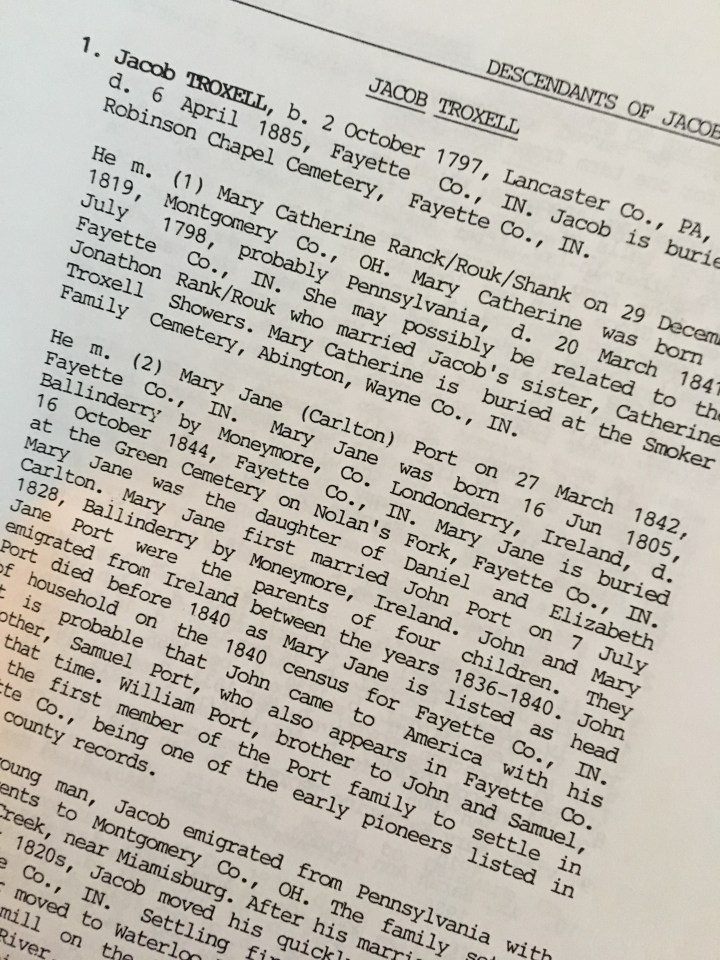 DESCENDANTS OF JACOB
JACOB TROXELL
1. Jacob TROXELL, b. 2 October 1797, Lancaster Co., PA,
d. 6 April 1885, Fayette Co., IN. Jacob is buried
Robinson Chapel Cemetery, Fayette Co., IN.
He m. (1) Mary Catherine Ranck/Rouk/Shank on 29 Decem
1819, Montgomery Co., OH. Mary Catherine was born
July 1798, probably Pennsylvania, d. 20 March 1841
Fayette Co., IN. She may possibly be related to the
Jonathon Rank/Rouk who married Jacob's sister, Catherine
Troxell Showers. Mary Catherine is buried at the Smoker
Family Cemetery, Abington, Wayne Co., IN.
He m. (2) Mary Jane (Carlton) Port on 27 March 1842,
Fayette Co., IN. Mary Jane was born 16 Jun 1805,
Ballinderry by Moneymore, Co. Londonderry, Ireland, d.
16 October 1844, Fayette Co., IN. Mary Jane is buried
at the Green Cemetery on Nolan's Fork, Fayette Co., IN.
Mary Jane was the daughter of Daniel and Elizabeth
Carlton. Mary Jane first married John Port on 7 July
1828, Ballinderry by Moneymore, Ireland. John and Mary
Jane Port were the parents of four children. They
emigrated from Ireland between the years 1836-1840. John
Port died before 1840 as Mary Jane is listed as head
of household on the 1840 census for Fayette Co., IN.
t is probable that John came to America with his
other, Samuel Port, who also appears in Fayette Co.
that time. William Port, brother to John and Samuel,
the first member of the Port family to settle in
tte Co., being one of the early pioneers listed in
county records.
young man, Jacob emigrated from Pennsylvania with
ents to Montgomery Co., OH. The family set
Creek, near Miamisburg. After his marri
1820s, Jacob moved his quickl
e Co., IN. Settling fir
moved to Waterloo
mill on the
River